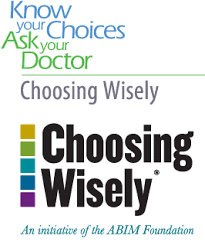 Know
your Choices
Ask your
Doctor
Choosing Wisely
Choosing
Wisely®
An initiative of the ABIM Foundation